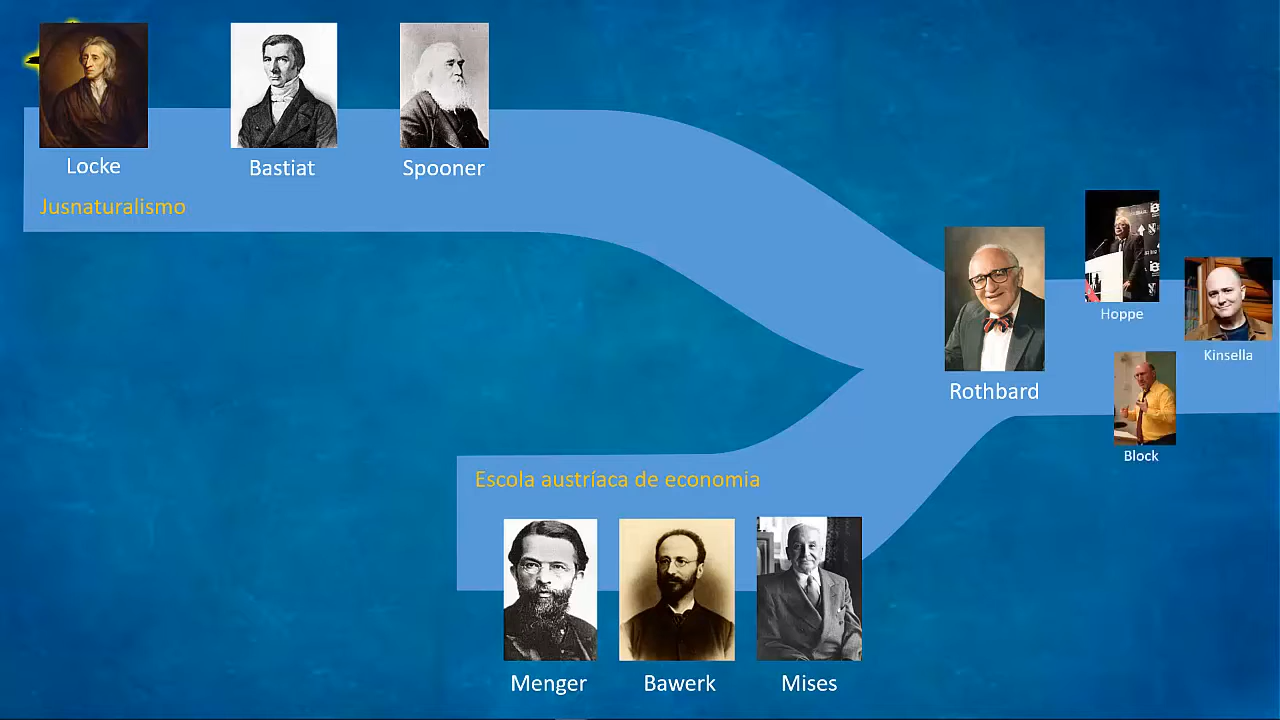 Locke
Bastiat
Spooner
Jusnaturalismo
Hoppe
Kinsella
Rothbard
Block
Escola austríaca de economia
Menger
Bawerk
Mises